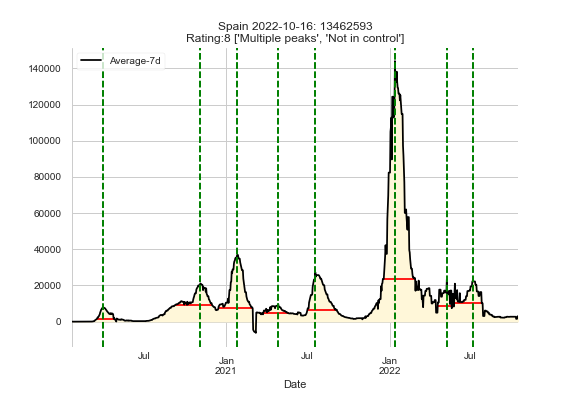 Spain 2022-10-16: 13462593
Rating:8 ['Multiple peaks', 'Not in control']
Average-7d
140000
120000
100000
80000
60000
40000
20000
0
Jul
Jan
2021
Jul
Jan
2022
Jul
Date